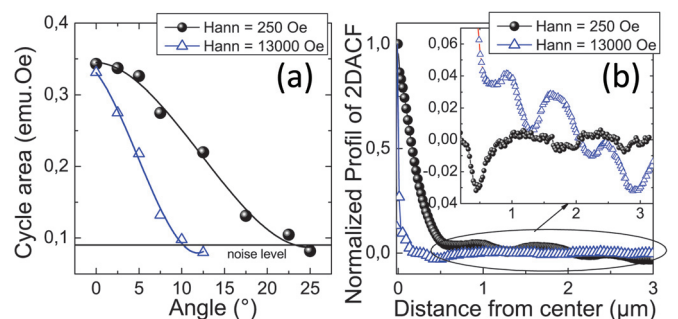 Hann = 250 Oe
Hann = 13000 Oe
(a)
Cycle area (emu.Oe)
0,4
0,3
0,2
0,1
noise level
0 5 10 15 20 25
Angle (°)
Hann = 250 Oe
Hann = 13000 Oe
(b)
Normalized Profil of 2DACF
1,0
0,5
0,0
0,06
0,04
0,02
0,00
-0,02
-0,04
1 2 3
0 1 2 3
Distance from center (µm)